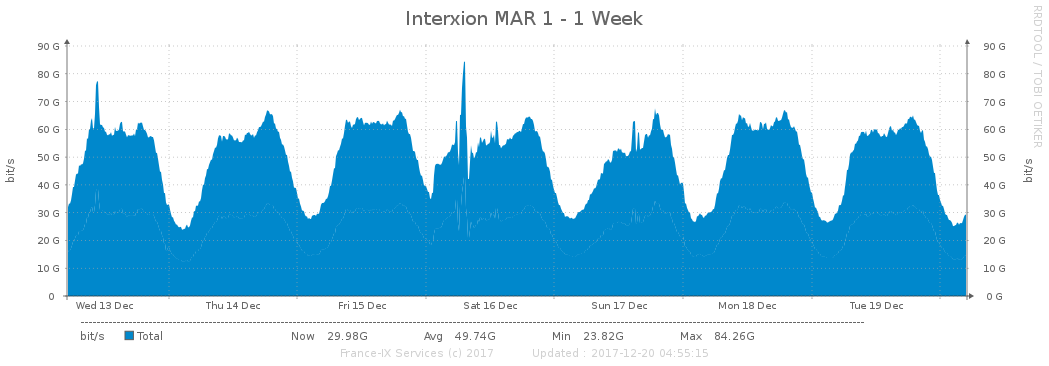 Interxion MAR 1 - 1 Week
RRDTOOL / TOBI OETIKER
90 G 90 G
80 G 80 G
70 G 70 G
60 G 60 G
50 G 50 G
40 G 40 G
30 G 30 G
20 G 20 G
10 G 10 G
0 0 G
bit/s bit/s
Wed 13 Dec Thu 14 Dec Fri 15 Dec Sat 16 Dec Sun 17 Dec Mon 18 Dec Tue 19 Dec
bit/s Total Now 29.98G Avg 49.74G Min 23.82G Max 84.26G
France-IX Services (c) 2017 Updated : 2017-12-20 04:55:15